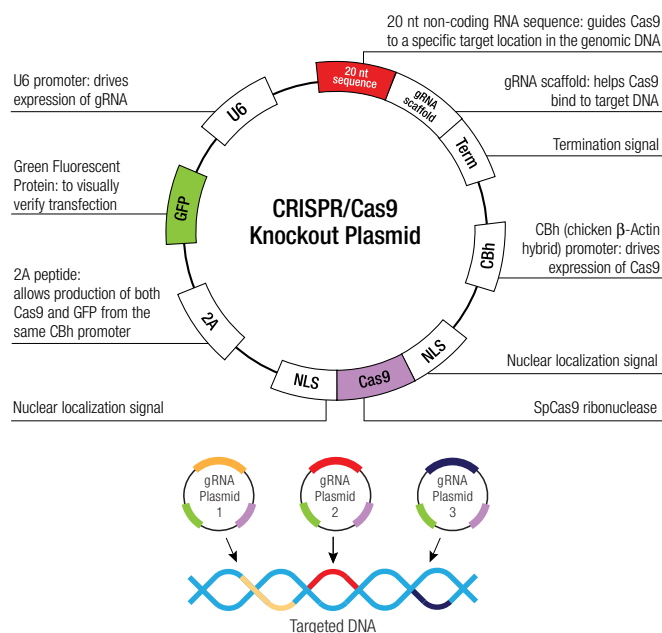 20 nt non-coding RNA sequence: guides Cas9
to a specific target location in the genomic DNA
U6 promoter: drives
expression of gRNA
gRNA scaffold: helps Cas9
bind to target DNA
Termination signal
Green Fluorescent
Protein: to visually
verify transfection
CBh (chicken β-Actin
hybrid) promoter: drives
expression of Cas9
2A peptide:
allows production of both
Cas9 and GFP from the
same CBh promoter
Nuclear localization signal
Nuclear localization signal
SpCas9 ribonuclease
20 nt
sequence
gRNA
scaffold
Term
CBh
NLS
Cas9
NLS
2A
GFP
U6
CRISPR/Cas9
Knockout Plasmid
gRNA
Plasmid
1
gRNA
Plasmid
2
gRNA
Plasmid
3
Targeted DNA